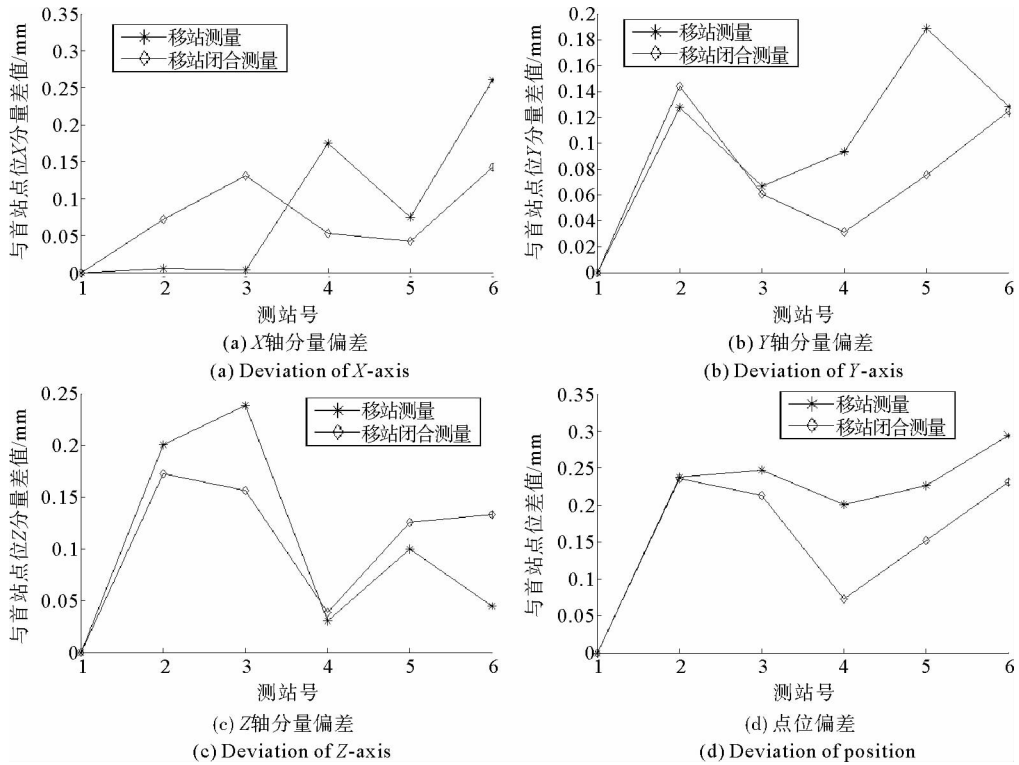 与首站点位X分量差值/mm
0.35
0.3
0.25
0.2
0.15
0.1
0.05
0
移站测量
移站闭合测量
1 2 3 4 5 6
测站号
(a) X轴分量偏差
(a) Deviation of X-axis
与首站点位Y分量差值/mm
0.2
0.18
0.16
0.14
0.12
0.1
0.08
0.06
0.04
0.02
0
移站测量
移站闭合测量
1 2 3 4 5 6
测站号
(b) Y轴分量偏差
(b) Deviation of Y-axis
与首站点位Z分量差值/mm
0.25
0.2
0.15
0.1
0.05
0
移站测量
移站闭合测量
1 2 3 4 5 6
测站号
(c) Z轴分量偏差
(c) Deviation of Z-axis
与首站点位差值/mm
0.35
0.3
0.25
0.2
0.15
0.1
0.05
0
移站测量
移站闭合测量
1 2 3 4 5 6
测站号
(d) 点位偏差
(d) Deviation of position